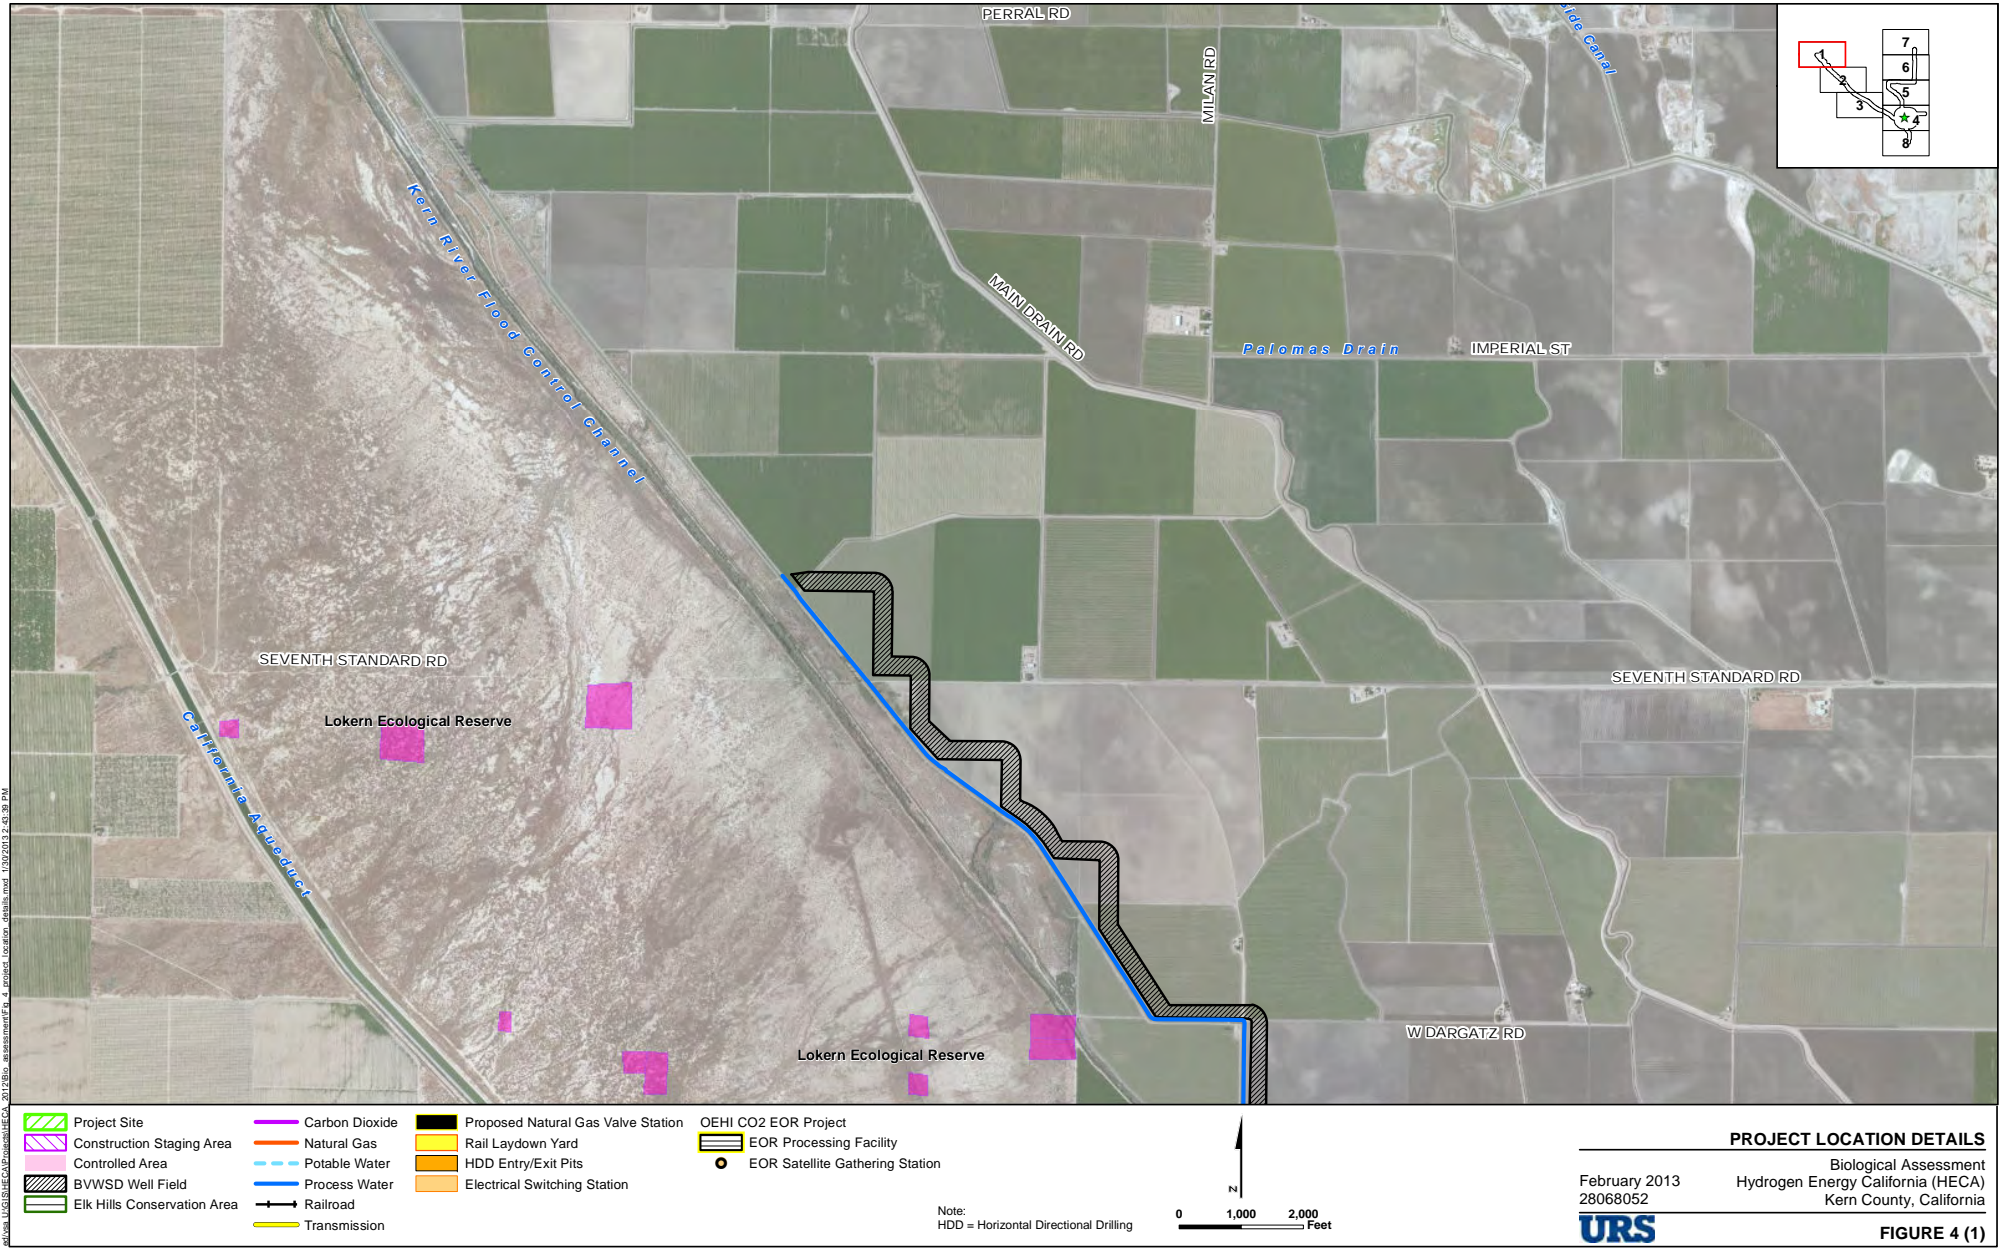 PERRAL RD
side Canal
MILAN RD
1
2
3
7
6
5
4
8
Kern River Flood Control Channel
MAIN DRAIN RD
Palomas Drain
IMPERIAL ST
SEVENTH STANDARD RD
SEVENTH STANDARD RD
California Aqueduct
Lokern Ecological Reserve
W DARGATZ RD
Lokern Ecological Reserve
Project Site
Construction Staging Area
Controlled Area
BVWSD Well Field
Elk Hills Conservation Area
Carbon Dioxide
Natural Gas
Potable Water
Process Water
Railroad
Transmission
Proposed Natural Gas Valve Station
Rail Laydown Yard
HDD Entry/Exit Pits
Electrical Switching Station
OEHI CO2 EOR Project
EOR Processing Facility
EOR Satellite Gathering Station
Note:
HDD = Horizontal Directional Drilling
N
0 1,000 2,000
Feet
PROJECT LOCATION DETAILS
Biological Assessment
February 2013 Hydrogen Energy California (HECA)
28068052 Kern County, California
URS FIGURE 4 (1)